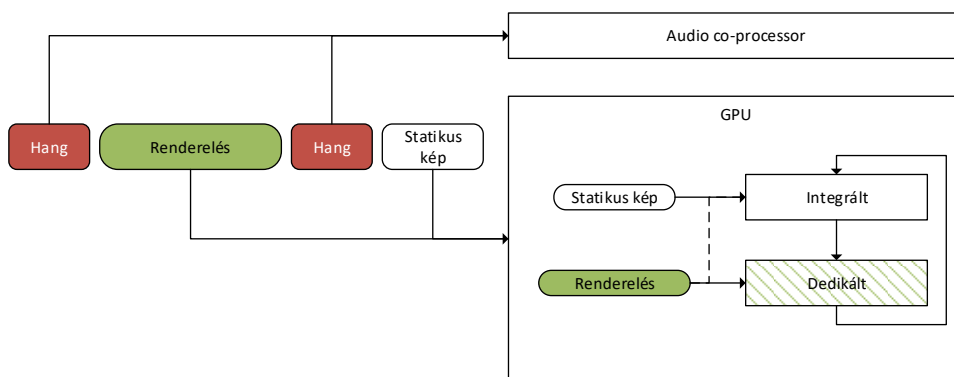 Audio co-processor
GPU
Hang
Renderelés
Hang
Statikus
kép
Statikus kép
Integrált
Renderelés
Dedikált